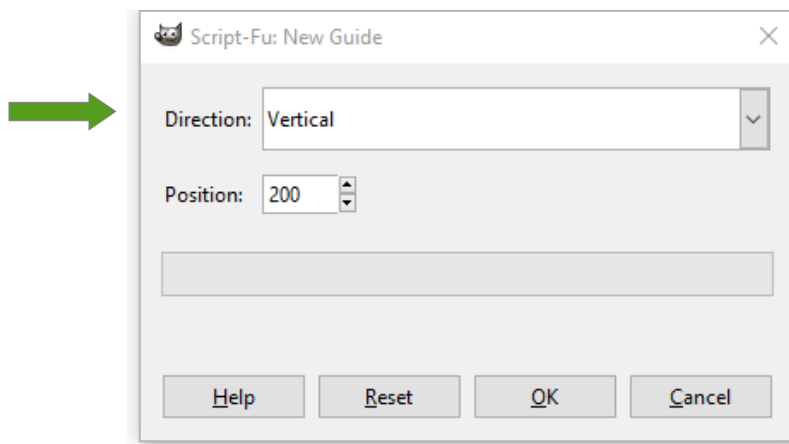 Script-Fu: New Guide
Direction: Vertical
Position: 200
Help Reset OK Cancel